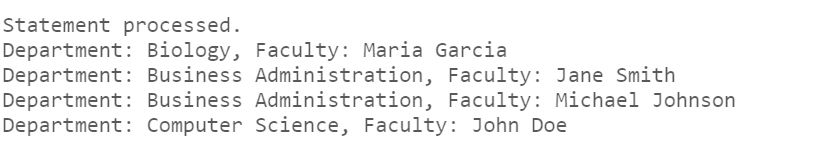 Statement processed.
Department: Biology, Faculty: Maria Garcia
Department: Business Administration, Faculty: Jane Smith
Department: Business Administration, Faculty: Michael Johnson
Department: Computer Science, Faculty: John Doe